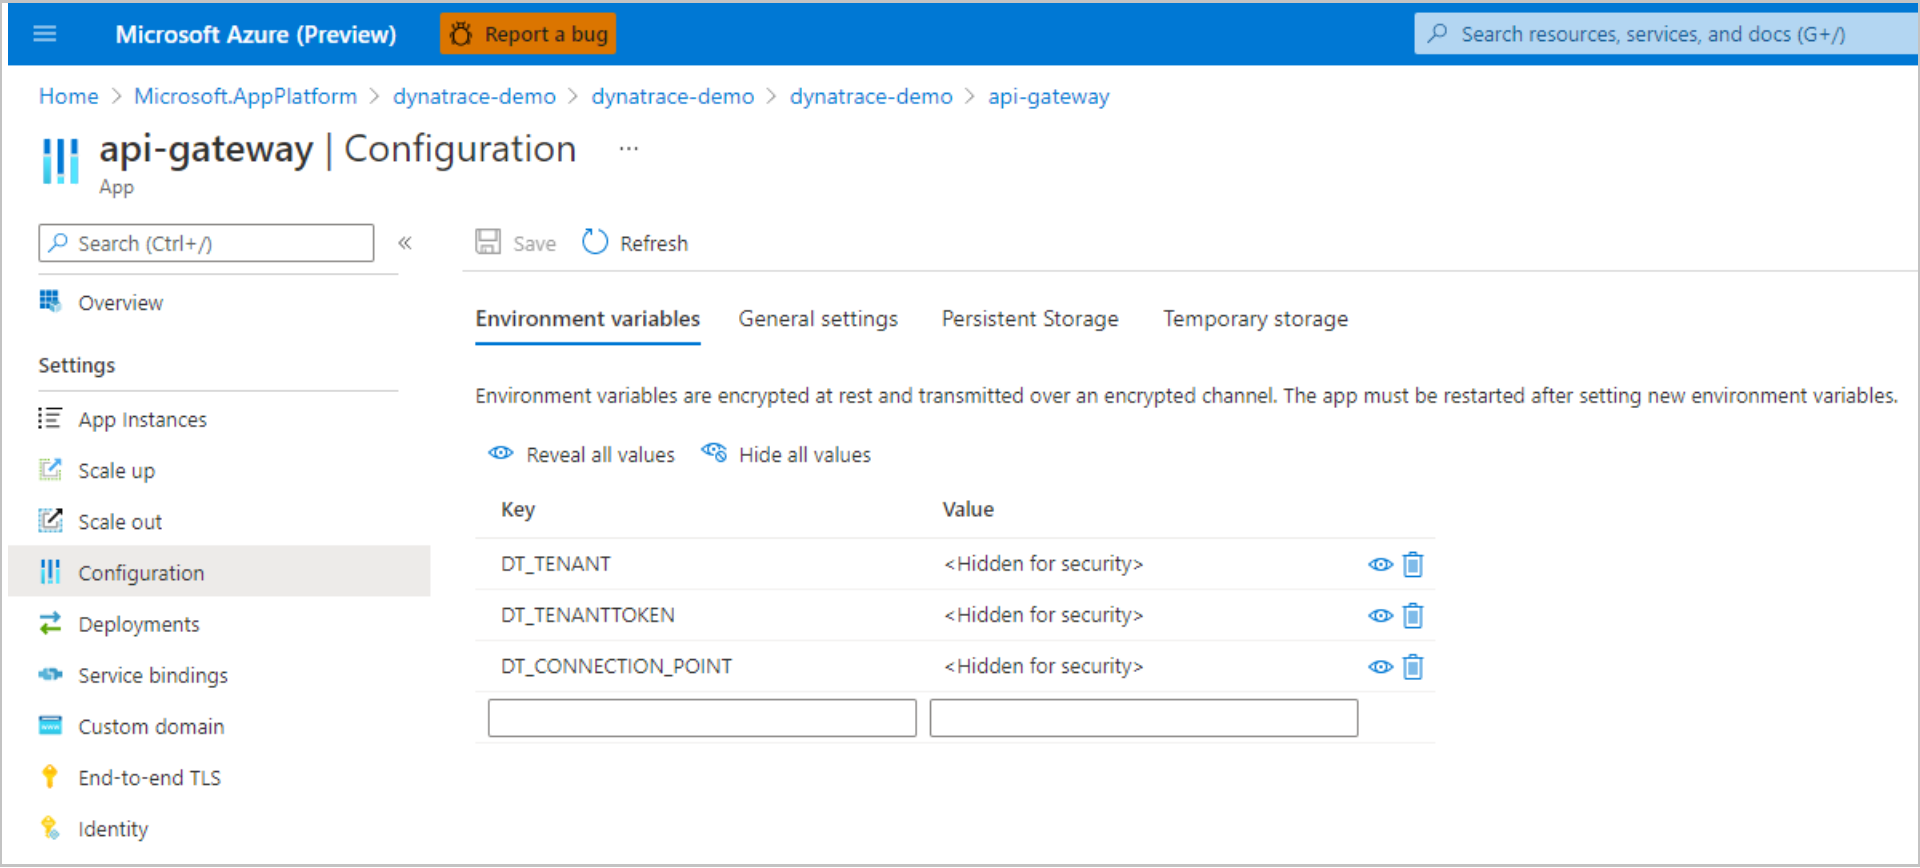 Microsoft Azure (Preview)
Report a bug
Search resources, services, and docs (G+/)
Home > Microsoft.AppPlatform > dynatrace-demo > dynatrace-demo > dynatrace-demo > api-gateway
api-gateway | Configuration ...
App
Search (Ctrl+/)
«
Save
Refresh
Overview
Settings
App Instances
Scale up
Scale out
Configuration
Deployments
Service bindings
Custom domain
End-to-end TLS
Identity
Environment variables
General settings
Persistent Storage
Temporary storage
Environment variables are encrypted at rest and transmitted over an encrypted channel. The app must be restarted after setting new environment variables.
Reveal all values
Hide all values
Key Value
DT_TENANT <Hidden for security>
DT_TENANTTOKEN <Hidden for security>
DT_CONNECTION_POINT <Hidden for security>